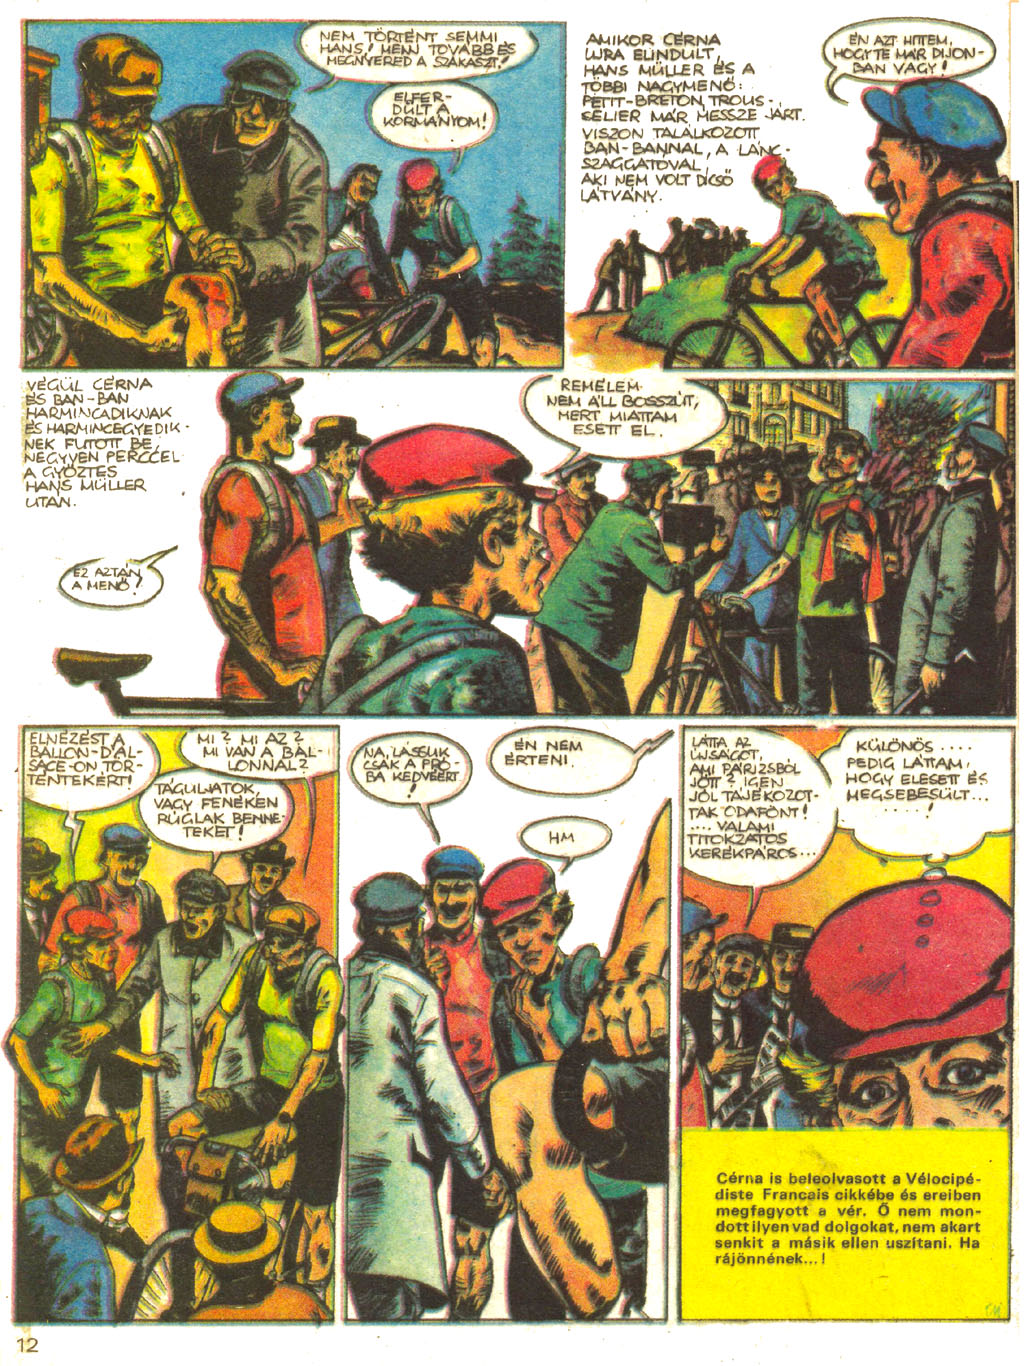 NEM TÖRTÉNT SEMMI
HANS! MENJ TOVÁBB ÉS
MEGNYERED A SZAKASZT!
ELFER-
DÜLT A
KORMÁNYOM!
AMIKOR CÉRNA
ÚJRA ELINDULT,
HANS MÜLLER ÉS A
TÖBBI NAGYMENŐ:
PETIT-BRETON, TROUS-
SELIER MÁR MESSZE JÁRT.
VISZON TALÁLKOZOTT
BAN-BANNAL, A LÁNC-
SZAGGATÓVAL,
AKI NEM VOLT DICSŐ
LÁTVÁNY.
ÉN AZT HITTEM,
HOGY TE MÁR DIJON-
BAN VAGY!
VÉGÜL CÉRNA
ÉS BAN-BAN
HARMINCADIKNAK
ÉS HARMINCEGYEDIK-
NEK FUTOTT BE,
NEGYVEN PERCCEL
A GYŐZTES
HANS MÜLLER
UTÁN.
EZ AZTÁN
A MENŐ!
REMÉLEM
NEM ÁLL BOSSZÚT,
MERT MIATTAM
ESETT EL.
ELNÉZÉST A
BALLON-D'AL-
SACE-ON TÖR-
TÉNTEKÉRT!
MI? MI AZ?
MI VAN A BAL-
LONNAL?
TÁGULJATOK,
VAGY FENÉKEN
RÚGLAK BENNE-
TEKET!
NA, LÁSSUK
CSAK A PRÓ-
BA KEDVÉÉRT
!
ÉN NEM
ÉRTENI.
HM
LÁTTA AZ
ÚJSÁGOT,
AMI PÁRIZSBÓL
JÖTT? IGEN
JÓL TÁJÉKOZOT-
TAK ODAFÖNT!
.... VALAMI
TITOKZATOS
KERÉKPÁROS...
KÜLÖNÖS ....
PEDIG LÁTTAM,
HOGY ELESETT ÉS
MEGSEBESÜLT...
......!
Cérna is beleolvasott a Vélocipé-
diste Francais cikkébe és ereiben
megfagyott a vér. Ő nem mon-
dott ilyen vad dolgokat, nem akart
senkit a másik ellen uszítani. Ha
rájönnének...!
12